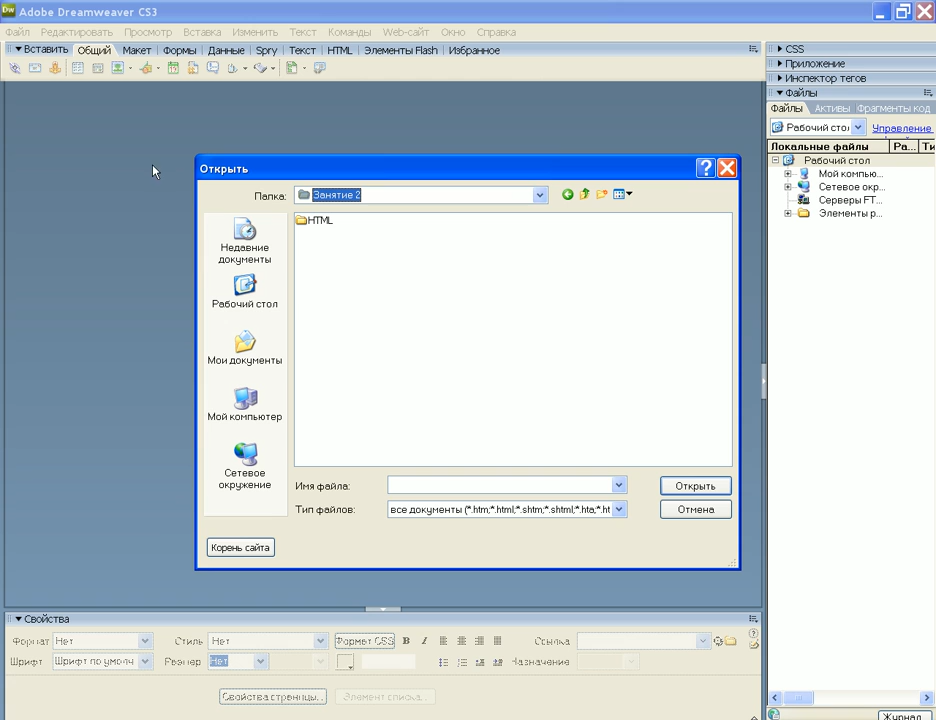 Adobe Dreamweaver CS3
Файл Редактировать Просмотр Вставка Изменить Текст Команды Web-сайт Окно Справка
Вставить Общий Макет Формы Данные Spry Текст HTML Элементы Flash Избранное
CSS
Приложение
Инспектор тегов
Файлы
Файлы Активы Фрагменты код
Рабочий сто Управление
Локальные файлы Ра... Ти
Рабочий стол
Мой компью...
Сетевое окр...
Серверы FT...
Элементы р...
Открыть
Папка: Занятие 2
HTML
Недавние
документы
Рабочий стол
Мои документы
Мой компьютер
Сетевое
окружение
Имя файла: Открыть
Тип файлов: все документы (*.htm;*.html;*.shtm;*.shtml;*.hta;*.ht Отмена
Корень сайта
Свойства
Формат Нет Стиль Нет Формат CSS B I Ссылка
Шрифт Шрифт по умолч Размер Нет Назначение
Свойства страницы... Элемент списка...
Журнал